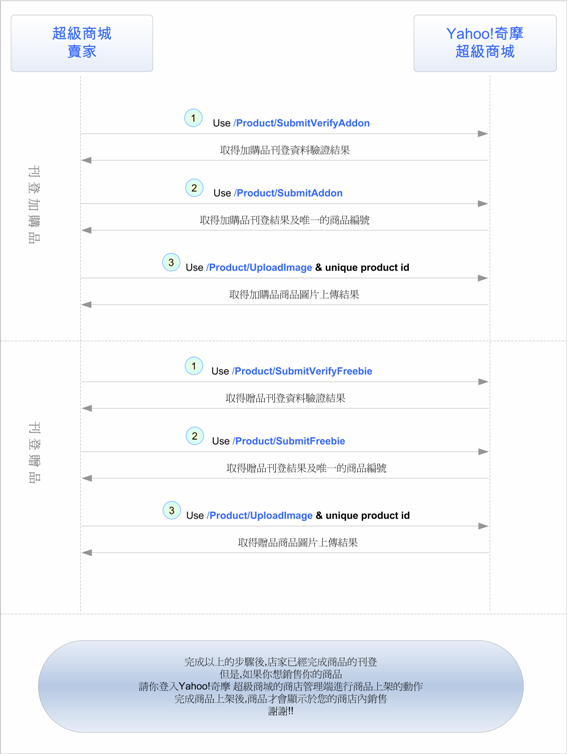 超級商城
賣家
Yahoo!奇摩
超級商城
刊登加購品
1 Use /Product/SubmitVerifyAddon
取得加購品刊登資料驗證結果
2 Use /Product/SubmitAddon
取得加購品刊登結果及唯一的商品編號
3 Use /Product/UploadImage & unique product id
取得加購品商品圖片上傳結果
刊登贈品
1 Use /Product/SubmitVerifyFreebie
取得贈品刊登資料驗證結果
2 Use /Product/SubmitFreebie
取得贈品刊登結果及唯一的商品編號
3 Use /Product/UploadImage & unique product id
取得贈品商品圖片上傳結果
完成以上的步驟後,店家已經完成商品的刊登
但是,如果你想銷售你的商品
請你登入Yahoo!奇摩 超級商城的商店管理端進行商品上架的動作
完成商品上架後,商品才會顯示於您的商店內銷售
謝謝!!